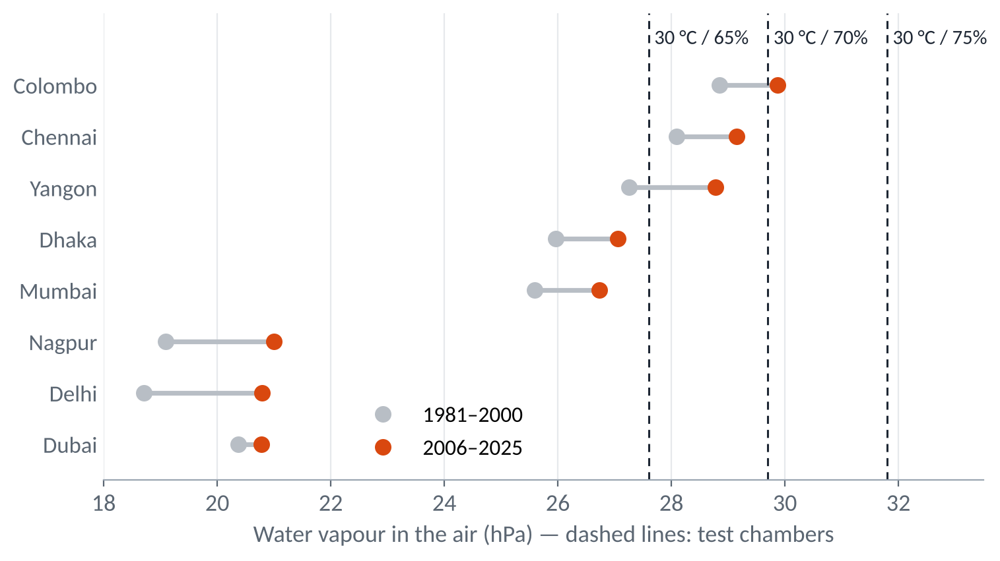 30 °C / 65% 30 °C / 70% 30 °C / 75%
Colombo
Chennai
Yangon
Dhaka
Mumbai
Nagpur
Delhi
Dubai
1981–2000
2006–2025
18 20 22 24 26 28 30 32
Water vapour in the air (hPa) — dashed lines: test chambers